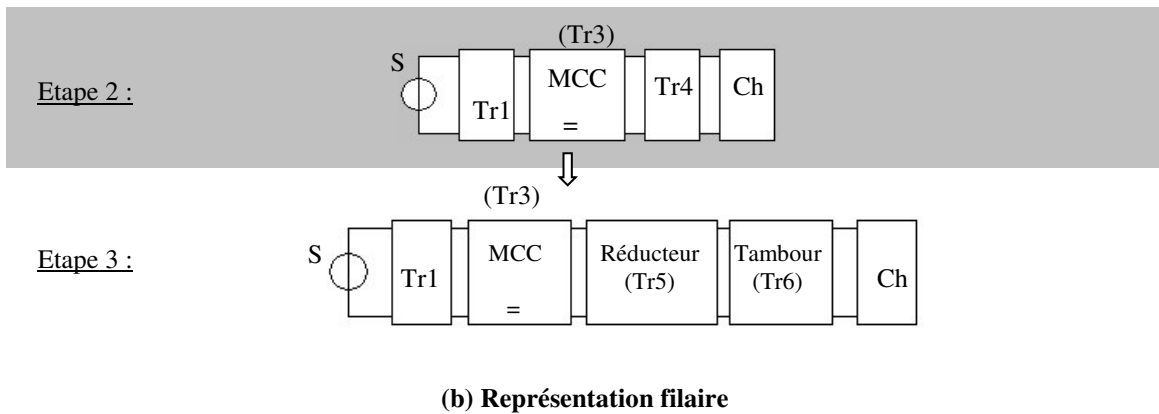 (Tr3)
Etape 2 :
S
Tr1
MCC
=
Tr4
Ch
(Tr3)
Etape 3 :
S
Tr1
MCC
=
Réducteur
(Tr5)
Tambour
(Tr6)
Ch
(b) Représentation filaire